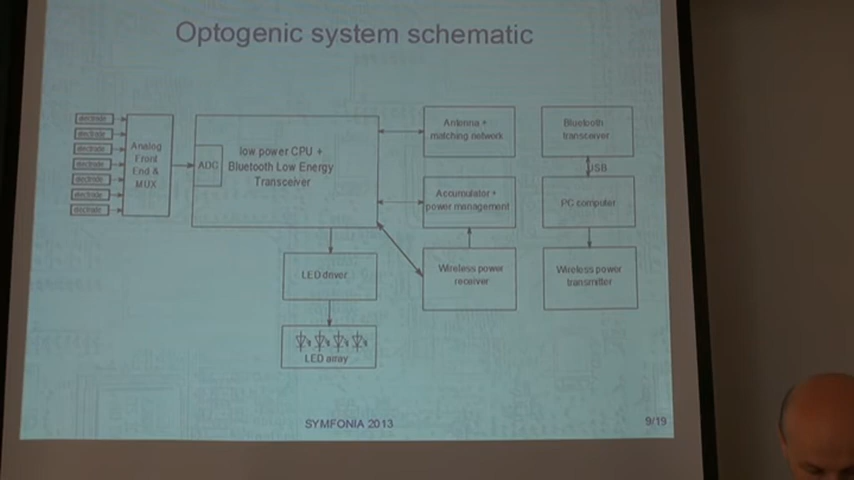 Optogenic system schematic
electrode
electrode
electrode
electrode
electrode
electrode
electrode
Analog
Front
End &
MUX
ADC
low power CPU +
Bluetooth Low Energy
Transceiver
Antenna +
matching network
Bluetooth
transceiver
USB
Accumulator +
power management
PC computer
LED driver
Wireless power
receiver
Wireless power
transmitter
LED array
SYMFONIA 2013
9/19